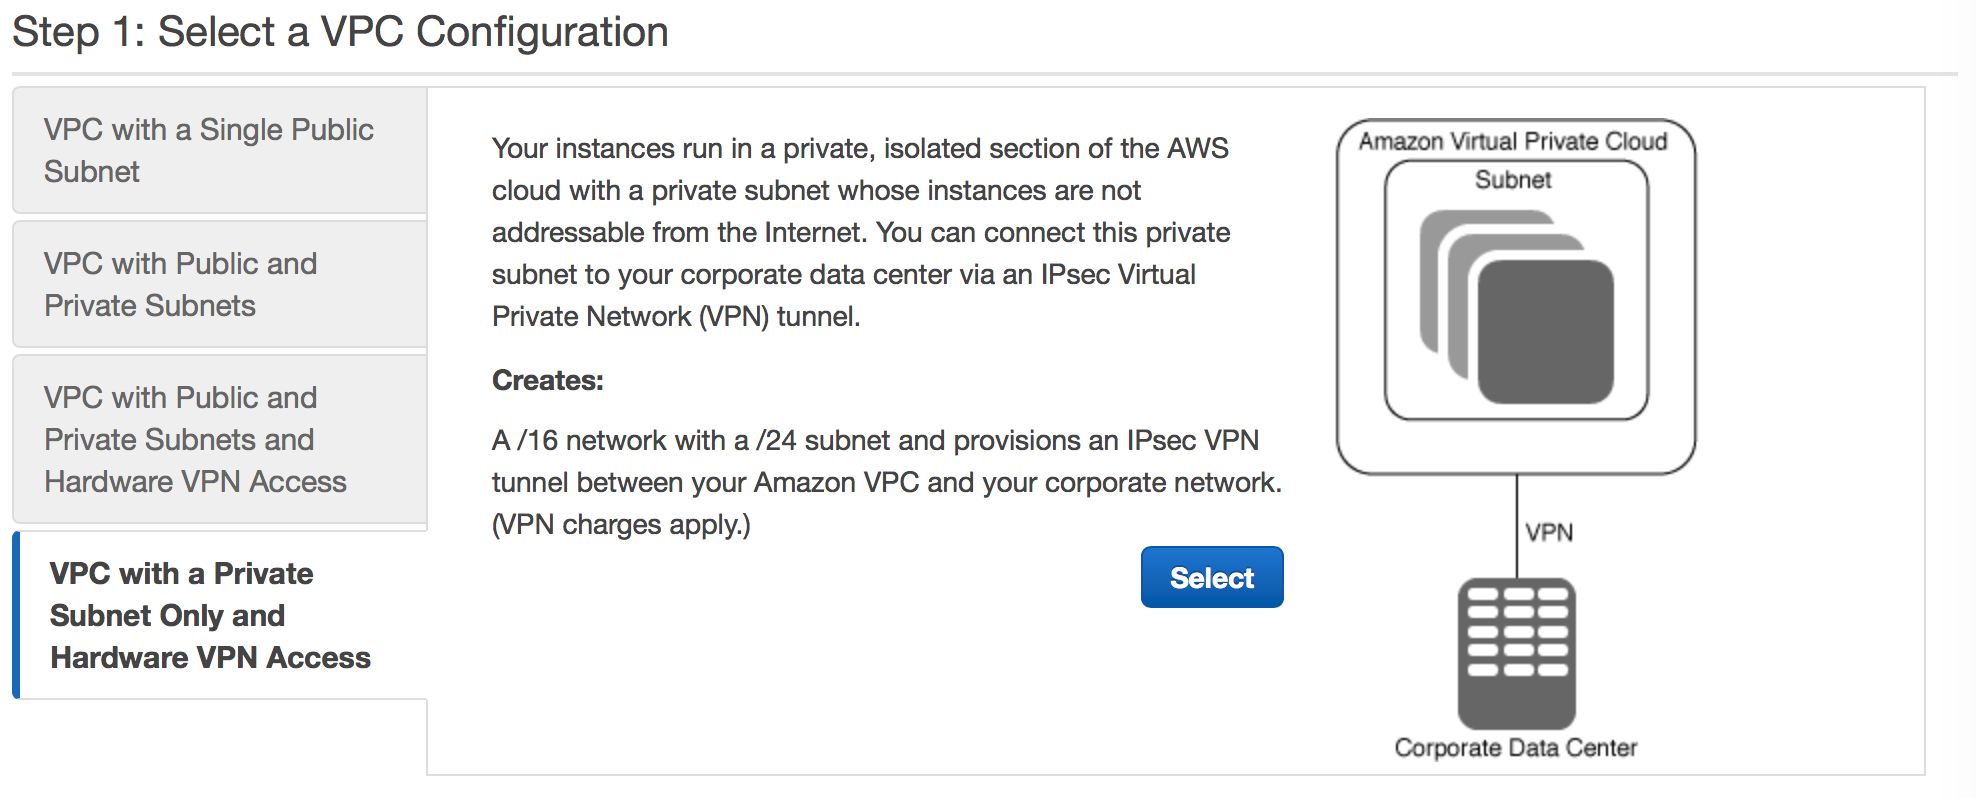 Step 1: Select a VPC Configuration
VPC with a Single Public
Subnet
VPC with Public and
Private Subnets
VPC with Public and
Private Subnets and
Hardware VPN Access
VPC with a Private
Subnet Only and
Hardware VPN Access
Your instances run in a private, isolated section of the AWS
cloud with a private subnet whose instances are not
addressable from the Internet. You can connect this private
subnet to your corporate data center via an IPsec Virtual
Private Network (VPN) tunnel.
Creates:
A /16 network with a /24 subnet and provisions an IPsec VPN
tunnel between your Amazon VPC and your corporate network.
(VPN charges apply.)
Select
Amazon Virtual Private Cloud
Subnet
VPN
Corporate Data Center